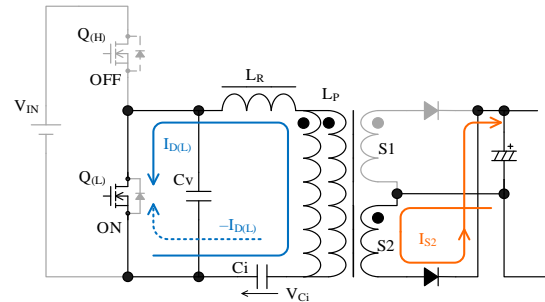 Q(H)
OFF
VIN
LR
LP
ID(L)
S1
+
Q(L)
Cv
ON
−ID(L)
S2
IS2
Ci
VCi